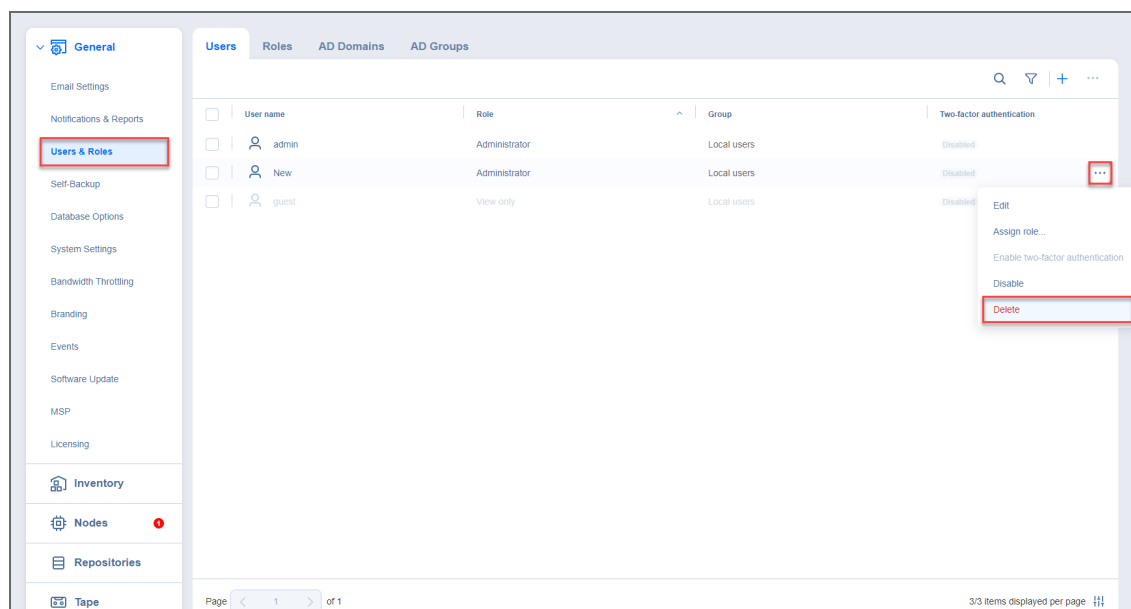 General
Email Settings
Notifications & Reports
Users & Roles
Self-Backup
Database Options
System Settings
Bandwidth Throttling
Branding
Events
Software Update
MSP
Licensing
Inventory
Nodes 1
Repositories
Tape
Users Roles AD Domains AD Groups
User name Role Group Two-factor authentication
admin Administrator Local users Disabled
New Administrator Local users Disabled
guest View only Local users Disabled
Edit
Assign role...
Enable two-factor authentication
Disable
Delete
Page 1 of 1
3/3 items displayed per page